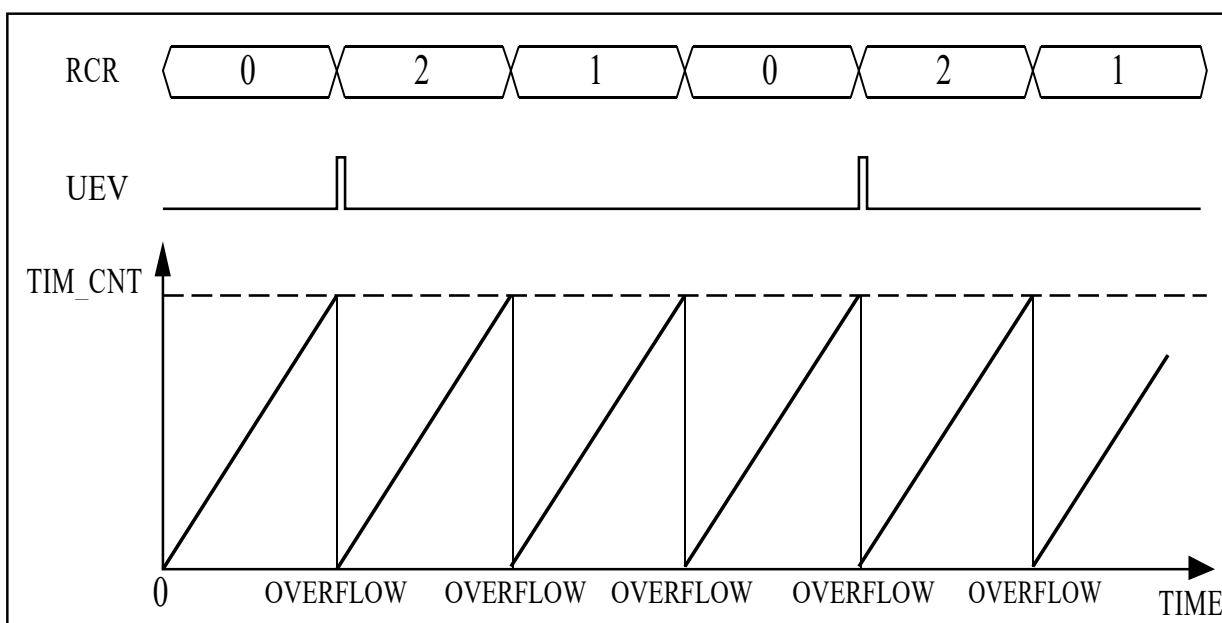 RCR 0 2 1 0 2 1
UEV
TIM_CNT
0 OVERFLOW OVERFLOW OVERFLOW OVERFLOW OVERFLOW
TIME